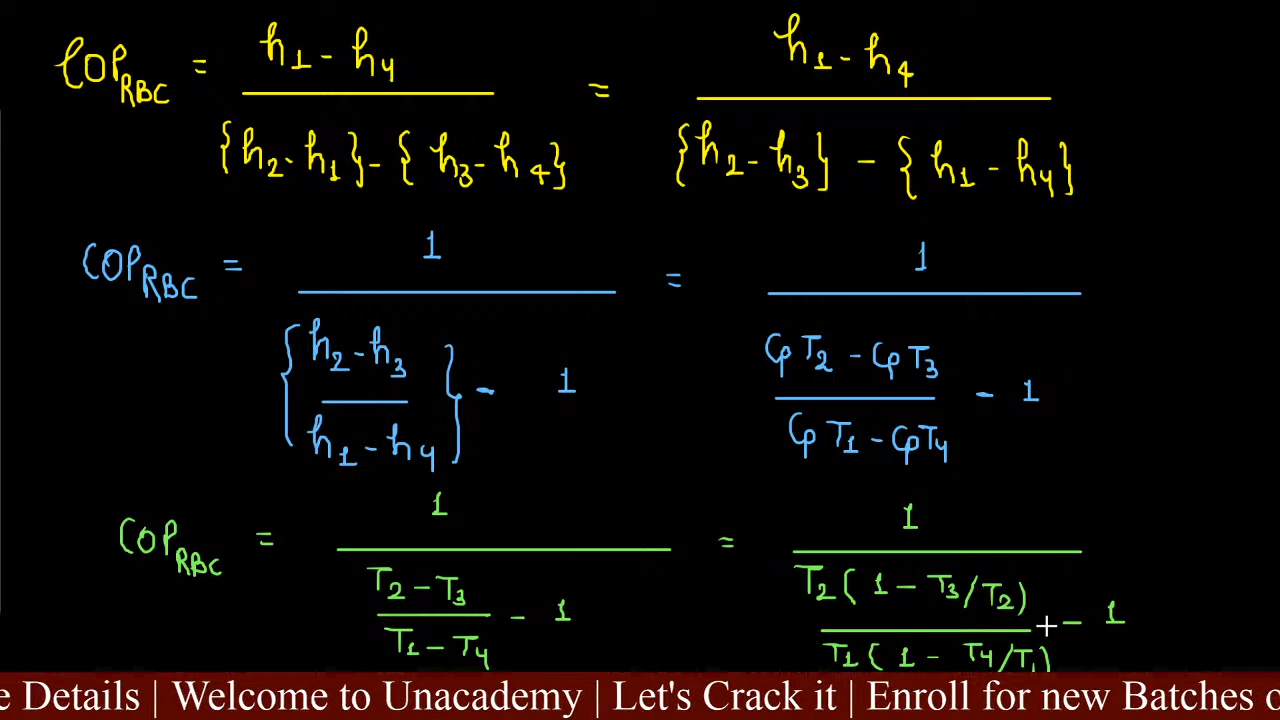 COP_RBC = (h1 - h4) / ({h2 - h1} - {h3 - h4}) = (h1 - h4) / ({h2 - h3} - {h1 - h4})
COP_RBC = 1 / ({(h2 - h3) / (h1 - h4)} - 1) = 1 / ((CpT2 - CpT3) / (CpT1 - CpT4) - 1)
COP_RBC = 1 / ((T2 - T3) / (T1 - T4) - 1) = 1 / (T2(1 - T3/T2) / T1(1 - T4/T1) - 1)
e Details | Welcome to Unacademy | Let's Crack it | Enroll for new Batches o